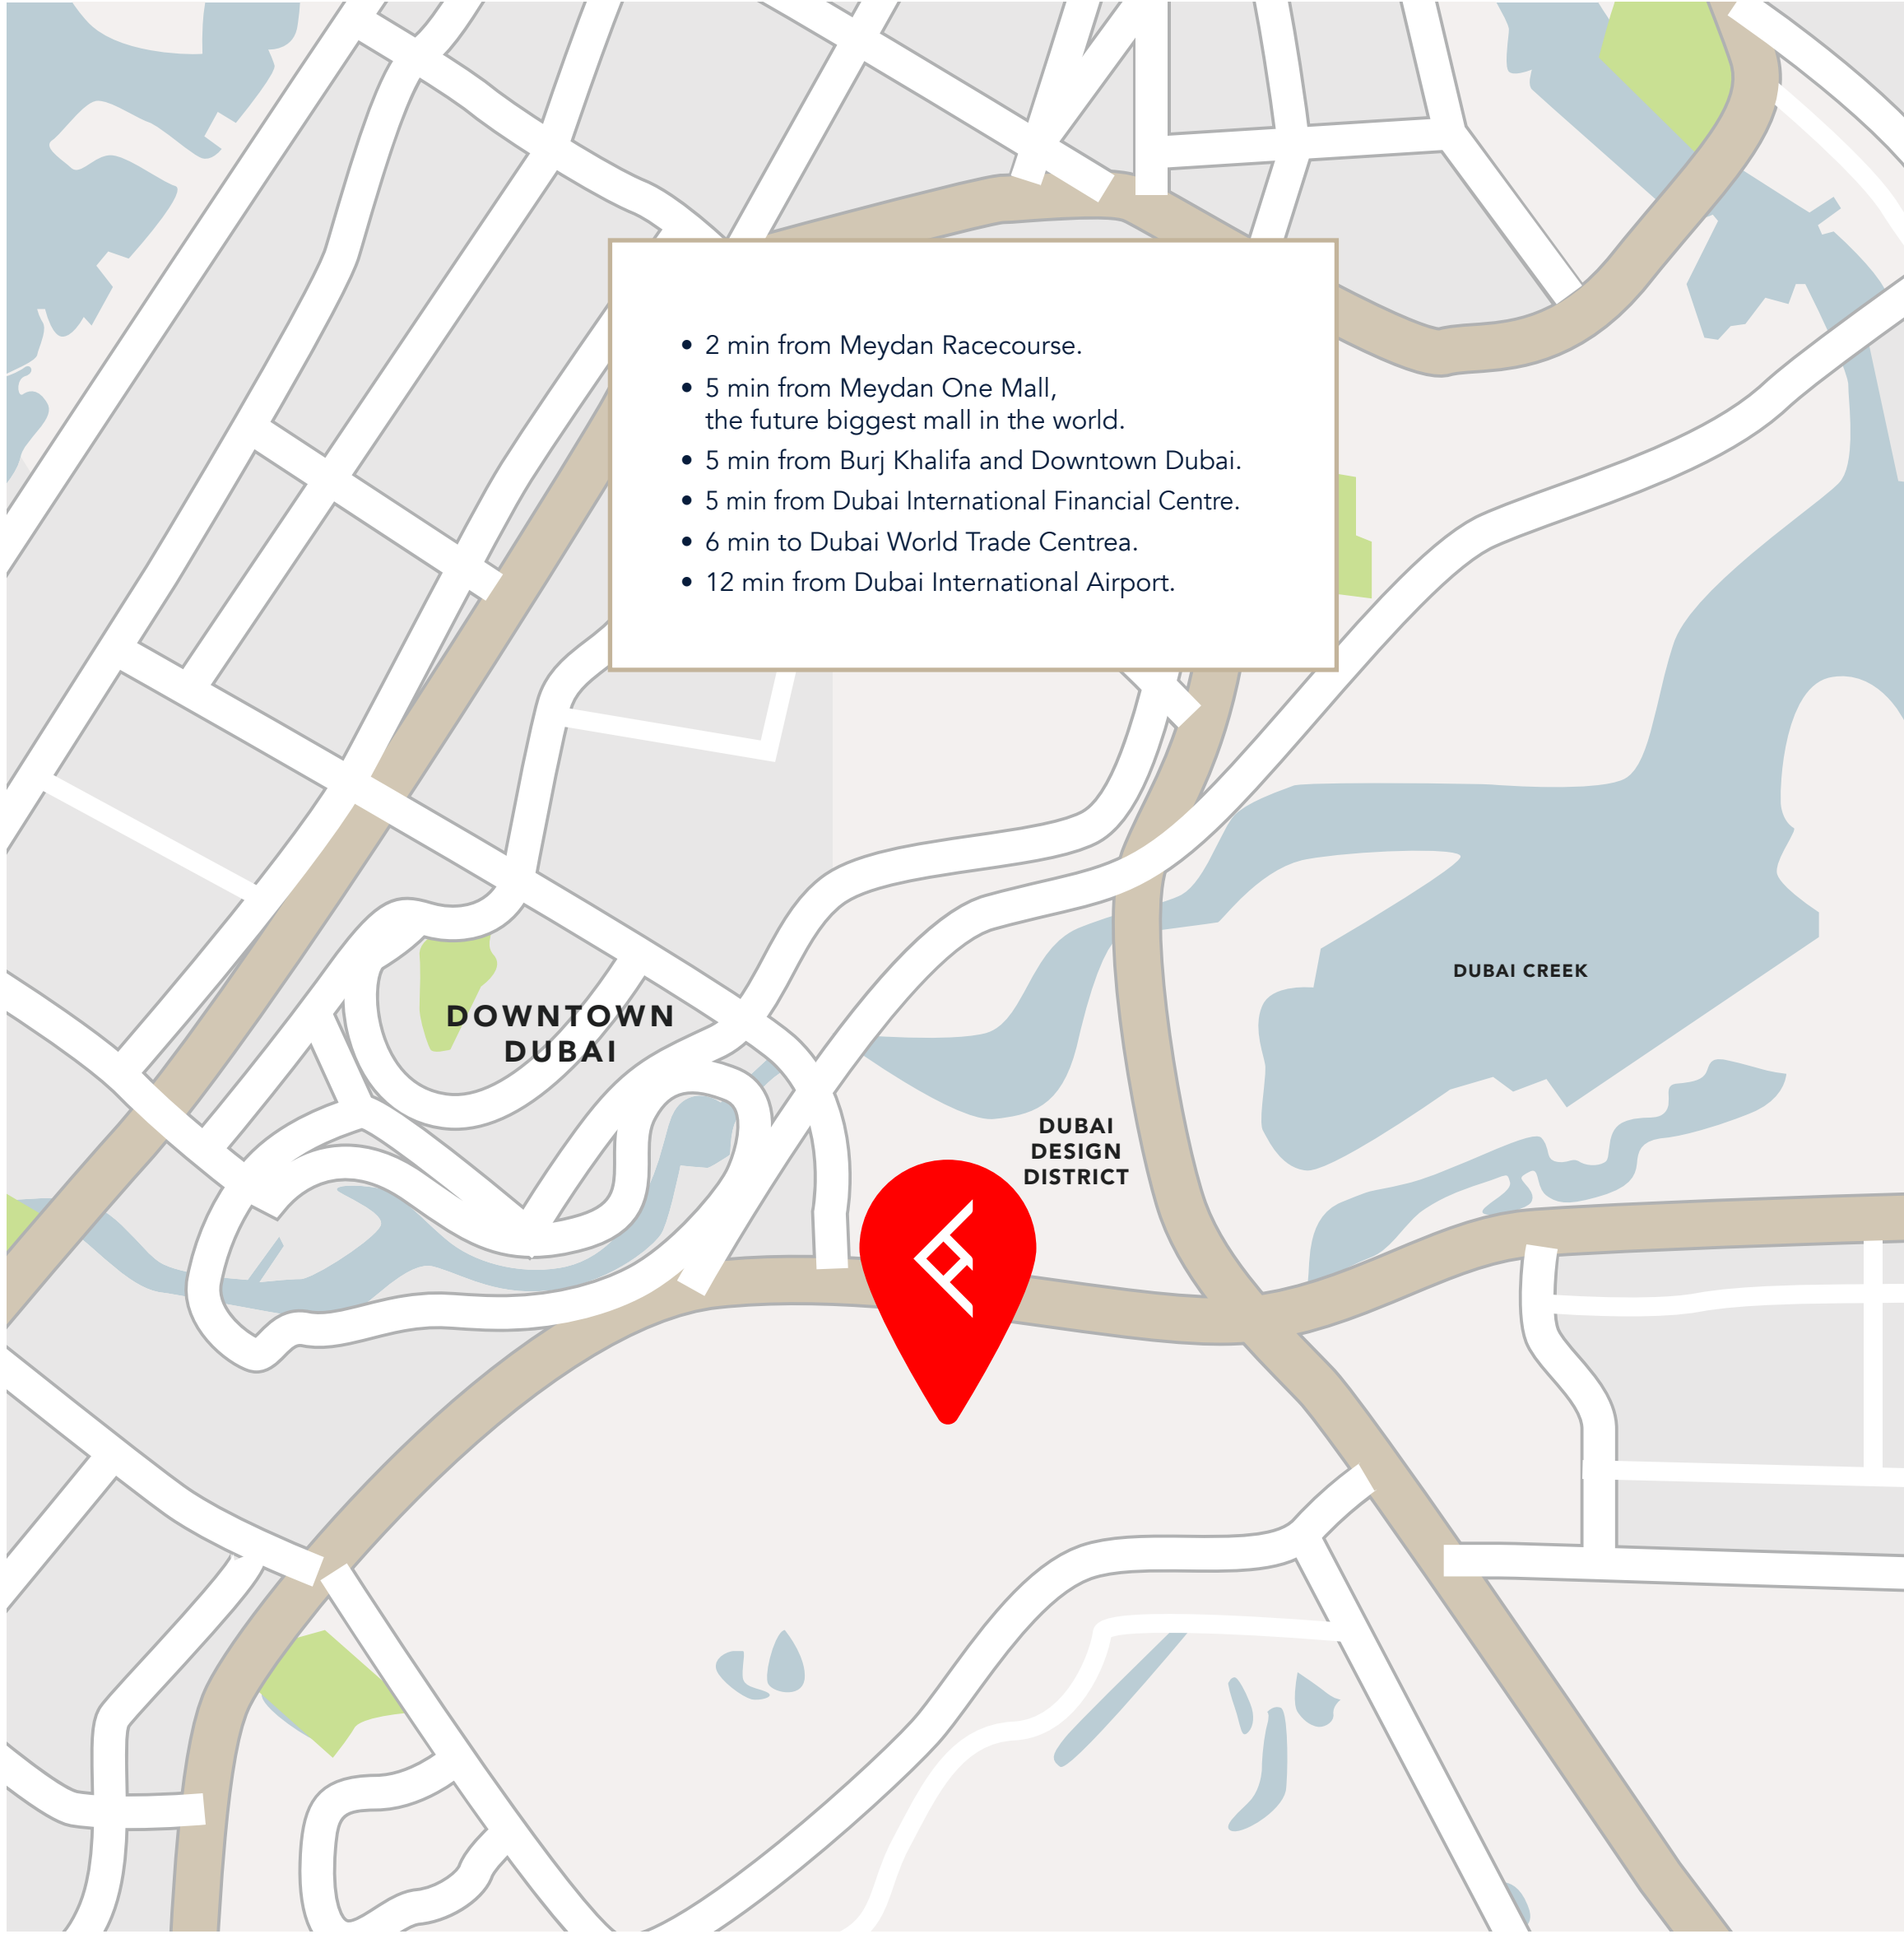 • 2 min from Meydan Racecourse.
• 5 min from Meydan One Mall,
the future biggest mall in the world.
• 5 min from Burj Khalifa and Downtown Dubai.
• 5 min from Dubai International Financial Centre.
• 6 min to Dubai World Trade Centrea.
• 12 min from Dubai International Airport.
DUBAI CREEK
DOWNTOWN
DUBAI
DUBAI
DESIGN
DISTRICT